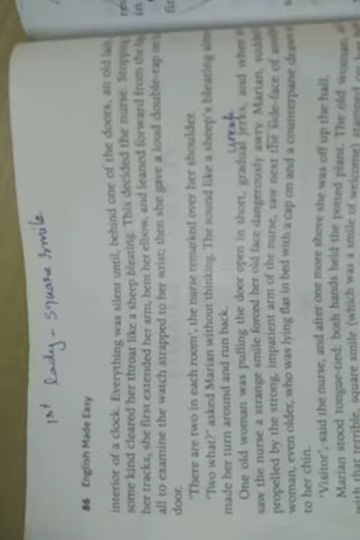 1st lady - square smile
86 English Made Easy
interior of a clock. Everything was silent until, behind one of the doors, an old lady
some kind cleared her throat like a sheep bleating. This decided the nurse. Stopping
her tracks, she first extended her arm, bent her elbow, and leaned forward from the
all to examine the watch strapped to her wrist; then she gave a loud double-rap on
door.
'There are two in each room', the nurse remarked over her shoulder.
'Two what?' asked Marian without thinking. The sound like a sheep's bleating
made her turn around and run back.
One old woman was pulling the door open in short, gradual jerks, and when
saw the nurse a strange smile forced her old face dangerously awry. Marian,
propelled by the strong, impatient arm of the nurse, saw next the side-face of
woman, even older, who was lying flat in bed with a cap on and a counterpane drawn
to her chin.
'Visitor', said the nurse, and after one more shove she was off up the hall.
Marian stood tongue-tied; both hands held the potted plant. The old woman,
with the terrible, square smile (which was a smile of welcome)